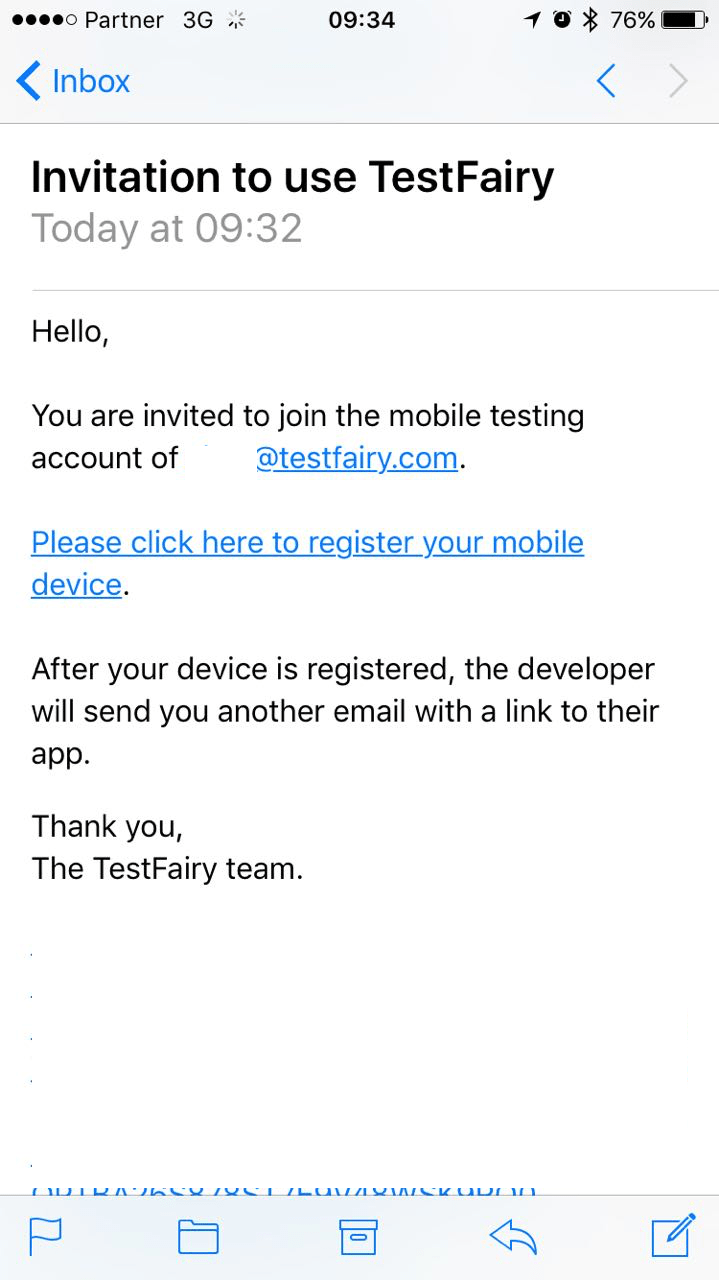 Partner 3G 09:34 76%
Inbox
Invitation to use TestFairy
Today at 09:32
Hello,
You are invited to join the mobile testing
account of @testfairy.com.
Please click here to register your mobile
device.
After your device is registered, the developer
will send you another email with a link to their
app.
Thank you,
The TestFairy team.